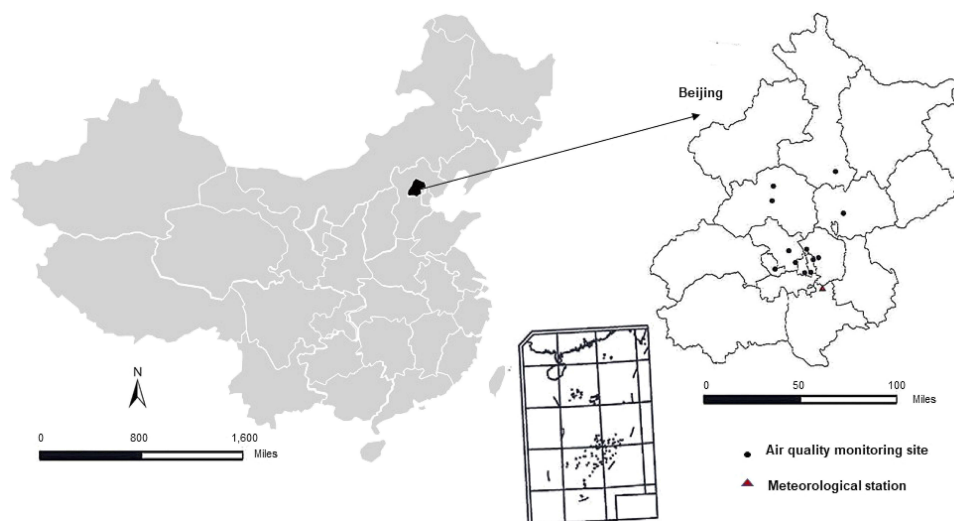 Beijing
N
0 800 1,600
Miles
0 50 100
Miles
Air quality monitoring site
Meteorological station